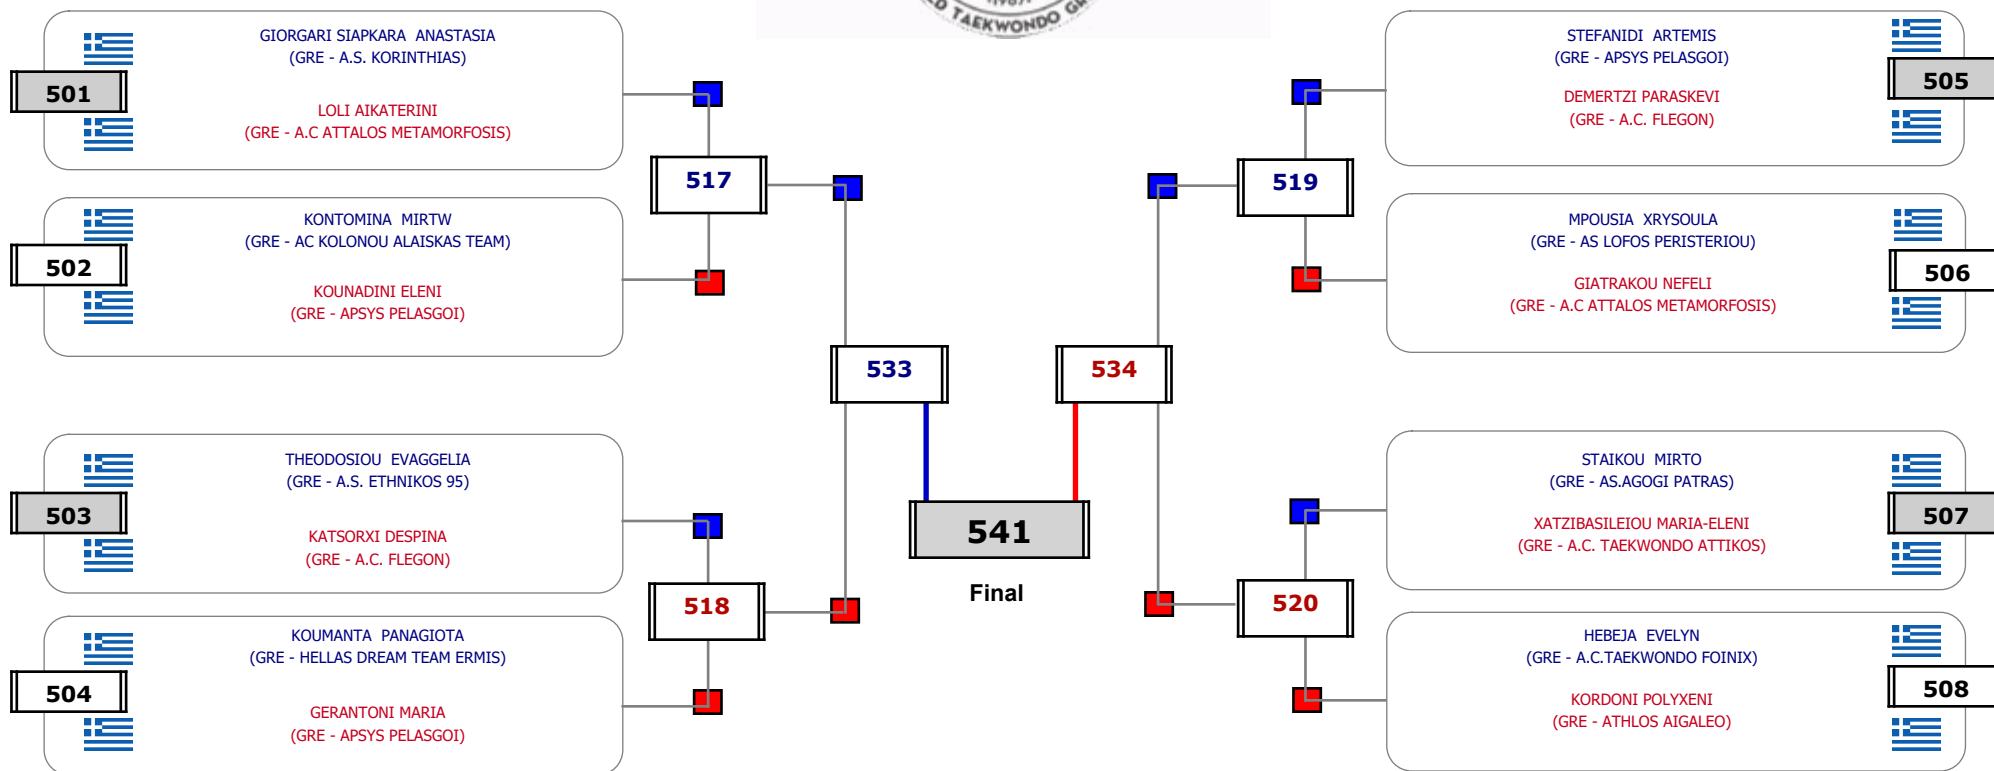 D TAEKWONDO GR
501
GIORGARI SIAPKARA  ANASTASIA
(GRE - A.S. KORINTHIAS)
LOLI AIKATERINI
(GRE - A.C ATTALOS METAMORFOSIS)
502
KONTOMINA  MIRTW
(GRE - AC KOLONOU ALAISKAS TEAM)
KOUNADINI ELENI
(GRE - APSYS PELASGOI)
503
THEODOSIOU  EVAGGELIA
(GRE - A.S. ETHNIKOS 95)
KATSORXI DESPINA
(GRE - A.C. FLEGON)
504
KOUMANTA  PANAGIOTA
(GRE - HELLAS DREAM TEAM ERMIS)
GERANTONI MARIA
(GRE - APSYS PELASGOI)
517
518
533
541
Final
534
519
520
STEFANIDI  ARTEMIS
(GRE - APSYS PELASGOI)
DEMERTZI PARASKEVI
(GRE - A.C. FLEGON)
505
MPOUSIA  XRYSOULA
(GRE - AS LOFOS PERISTERIOU)
GIATRAKOU NEFELI
(GRE - A.C ATTALOS METAMORFOSIS)
506
STAIKOU  MIRTO
(GRE - AS.AGOGI PATRAS)
XATZIBASILEIOU MARIA-ELENI
(GRE - A.C. TAEKWONDO ATTIKOS)
507
HEBEJA  EVELYN
(GRE - A.C.TAEKWONDO FOINIX)
KORDONI POLYXENI
(GRE - ATHLOS AIGALEO)
508